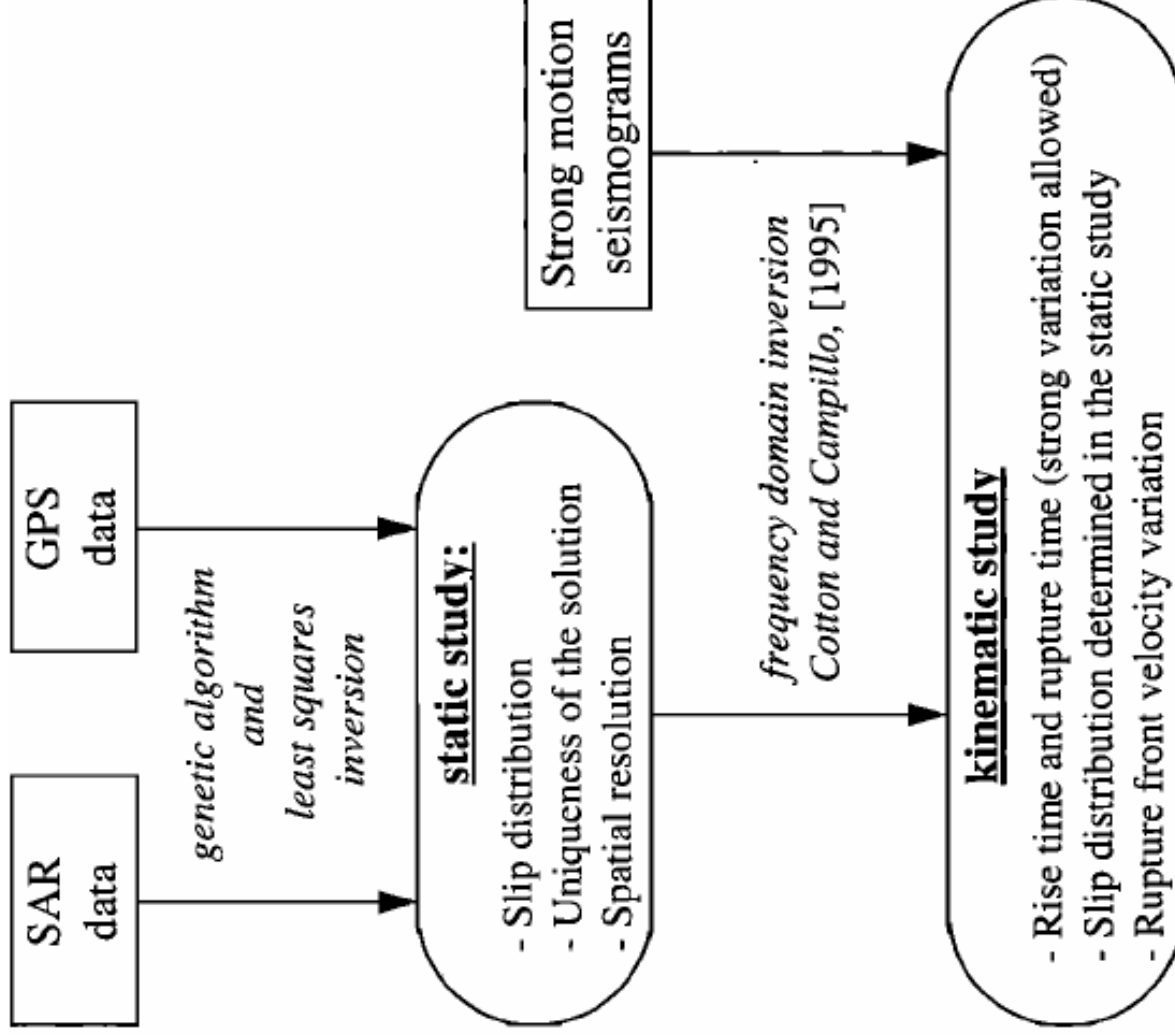 SAR
data
GPS
data
genetic algorithm
and
least squares
inversion
static study:
- Slip distribution
- Uniqueness of the solution
- Spatial resolution
Strong motion
seismograms
frequency domain inversion
Cotton and Campillo, [1995]
kinematic study
- Rise time and rupture time (strong variation allowed)
- Slip distribution determined in the static study
- Rupture front velocity variation